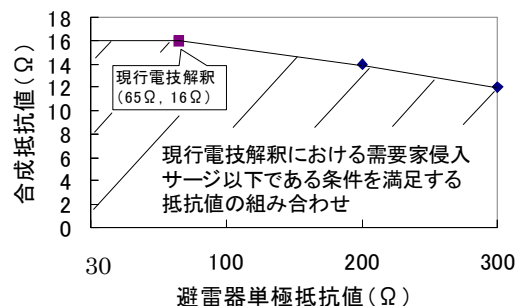 合成抵抗値(Ω)
18
16
14
12
10
8
6
4
2
0
現行電技解釈
(65Ω, 16Ω)
現行電技解釈における需要家侵入
サージ以下である条件を満足する
抵抗値の組み合わせ
30
100
200
300
避雷器単極抵抗値(Ω)